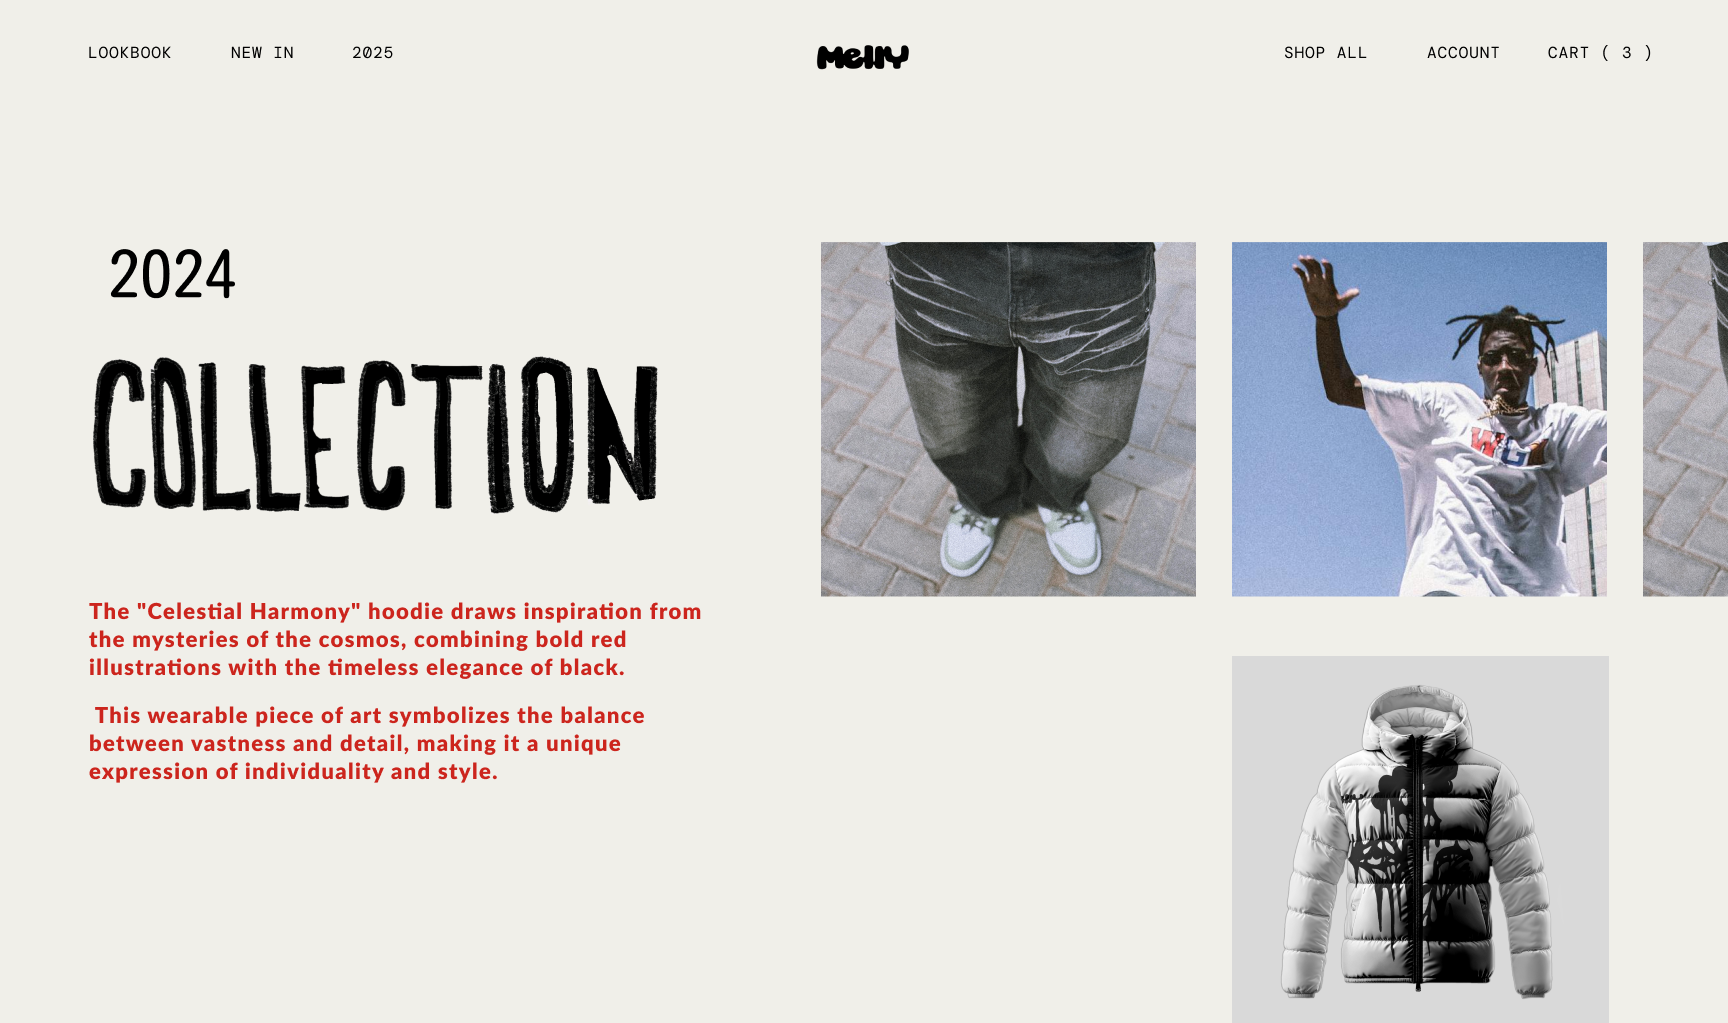 LOOKBOOK NEW IN 2025 Melly SHOP ALL ACCOUNT CART ( 3 )
2024
COLLECTION
The "Celestial Harmony" hoodie draws inspiration from
the mysteries of the cosmos, combining bold red
illustrations with the timeless elegance of black.
This wearable piece of art symbolizes the balance
between vastness and detail, making it a unique
expression of individuality and style.